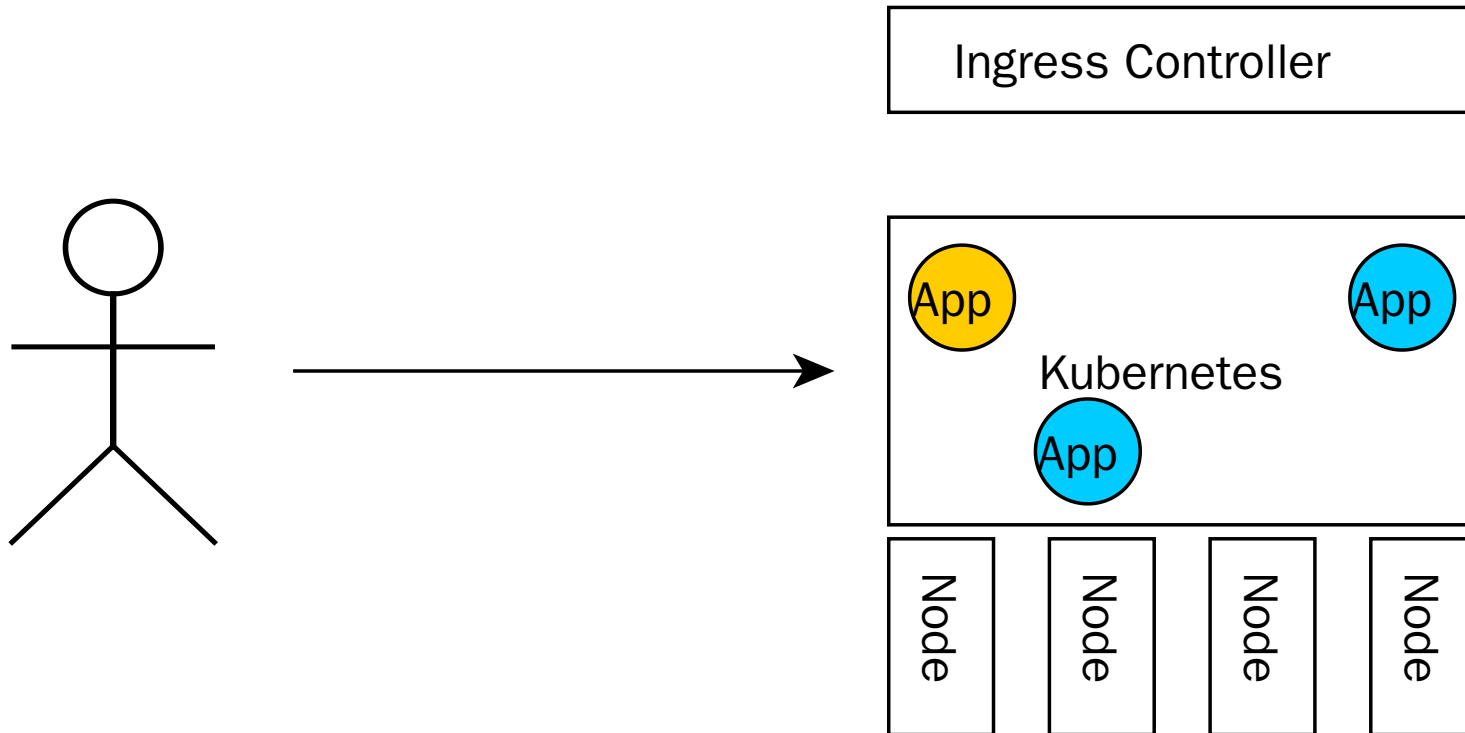 Ingress Controller
App
App
Kubernetes
App
Node
Node
Node
Node